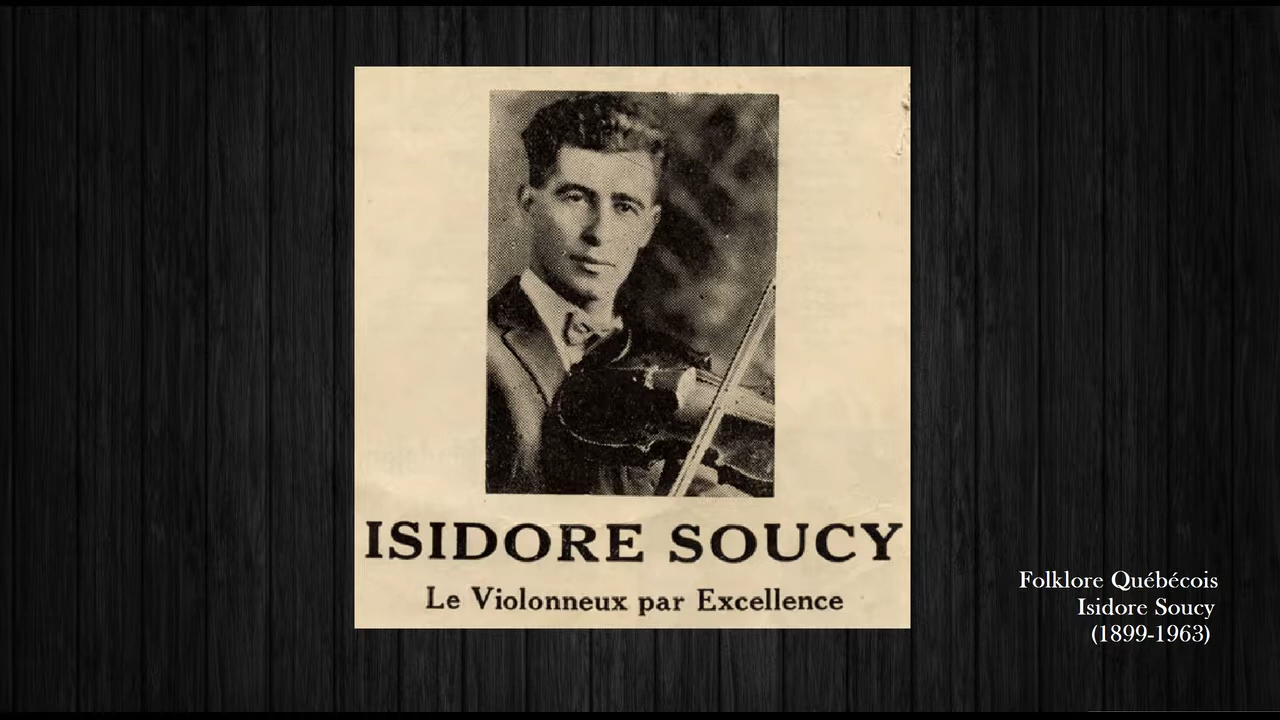 ISIDORE SOUCY
Le Violonneux par Excellence
Folklore Québécois
Isidore Soucy
(1899-1963)